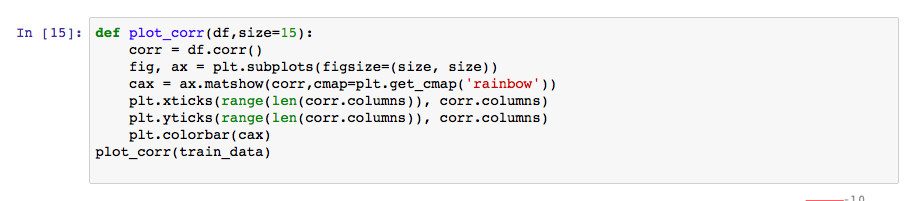 In [15]: def plot_corr(df,size=15):
    corr = df.corr()
    fig, ax = plt.subplots(figsize=(size, size))
    cax = ax.matshow(corr,cmap=plt.get_cmap('rainbow'))
    plt.xticks(range(len(corr.columns)), corr.columns)
    plt.yticks(range(len(corr.columns)), corr.columns)
    plt.colorbar(cax)
plot_corr(train_data)